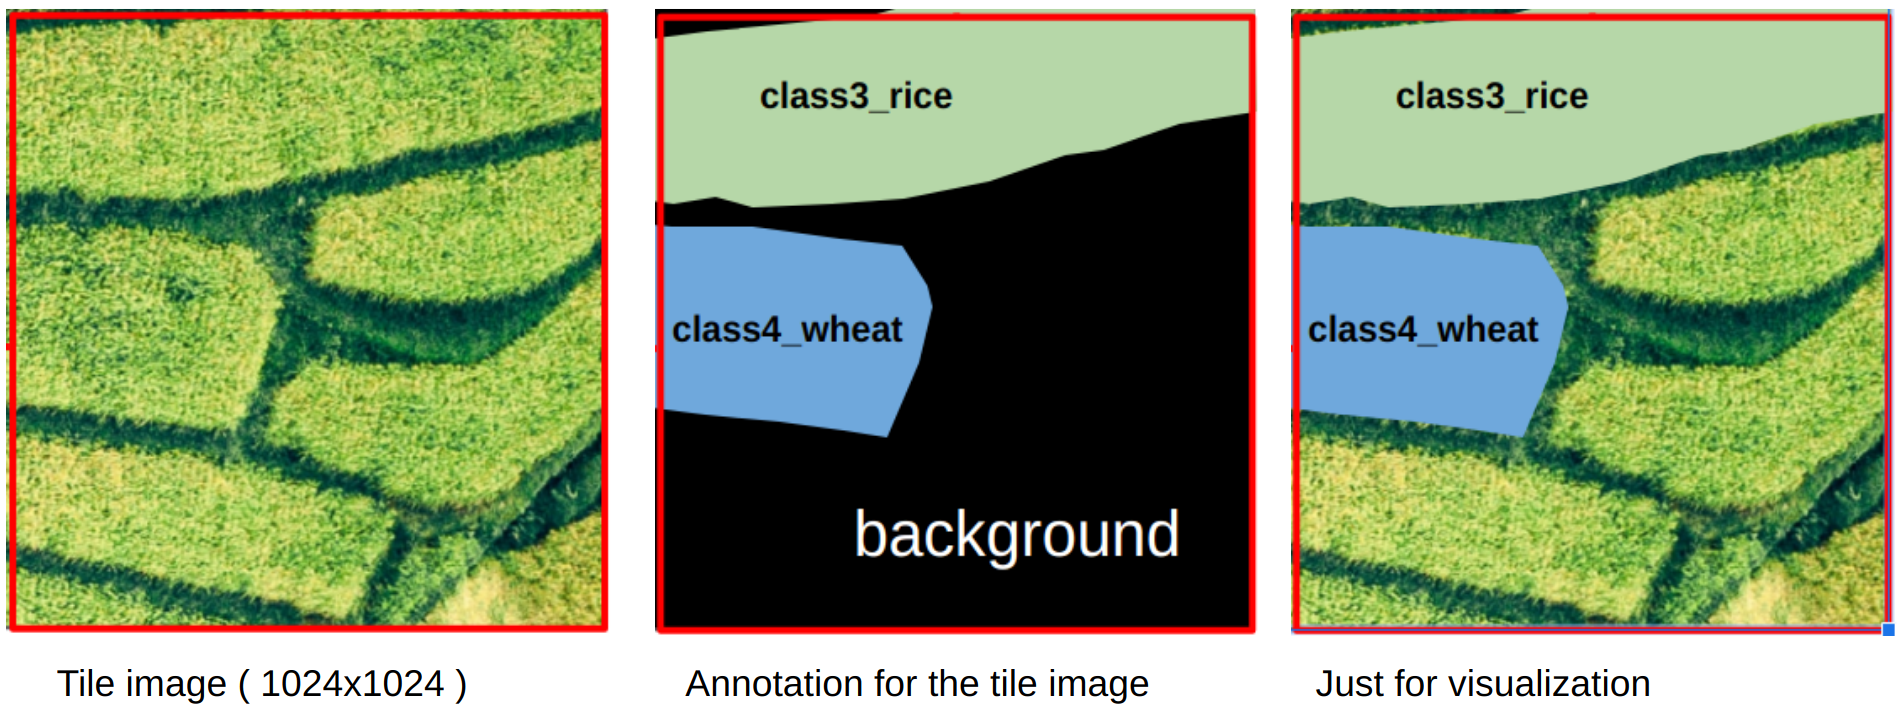 class3_rice
class4_wheat
background
class3_rice
class4_wheat
Tile image ( 1024x1024 )
Annotation for the tile image
Just for visualization